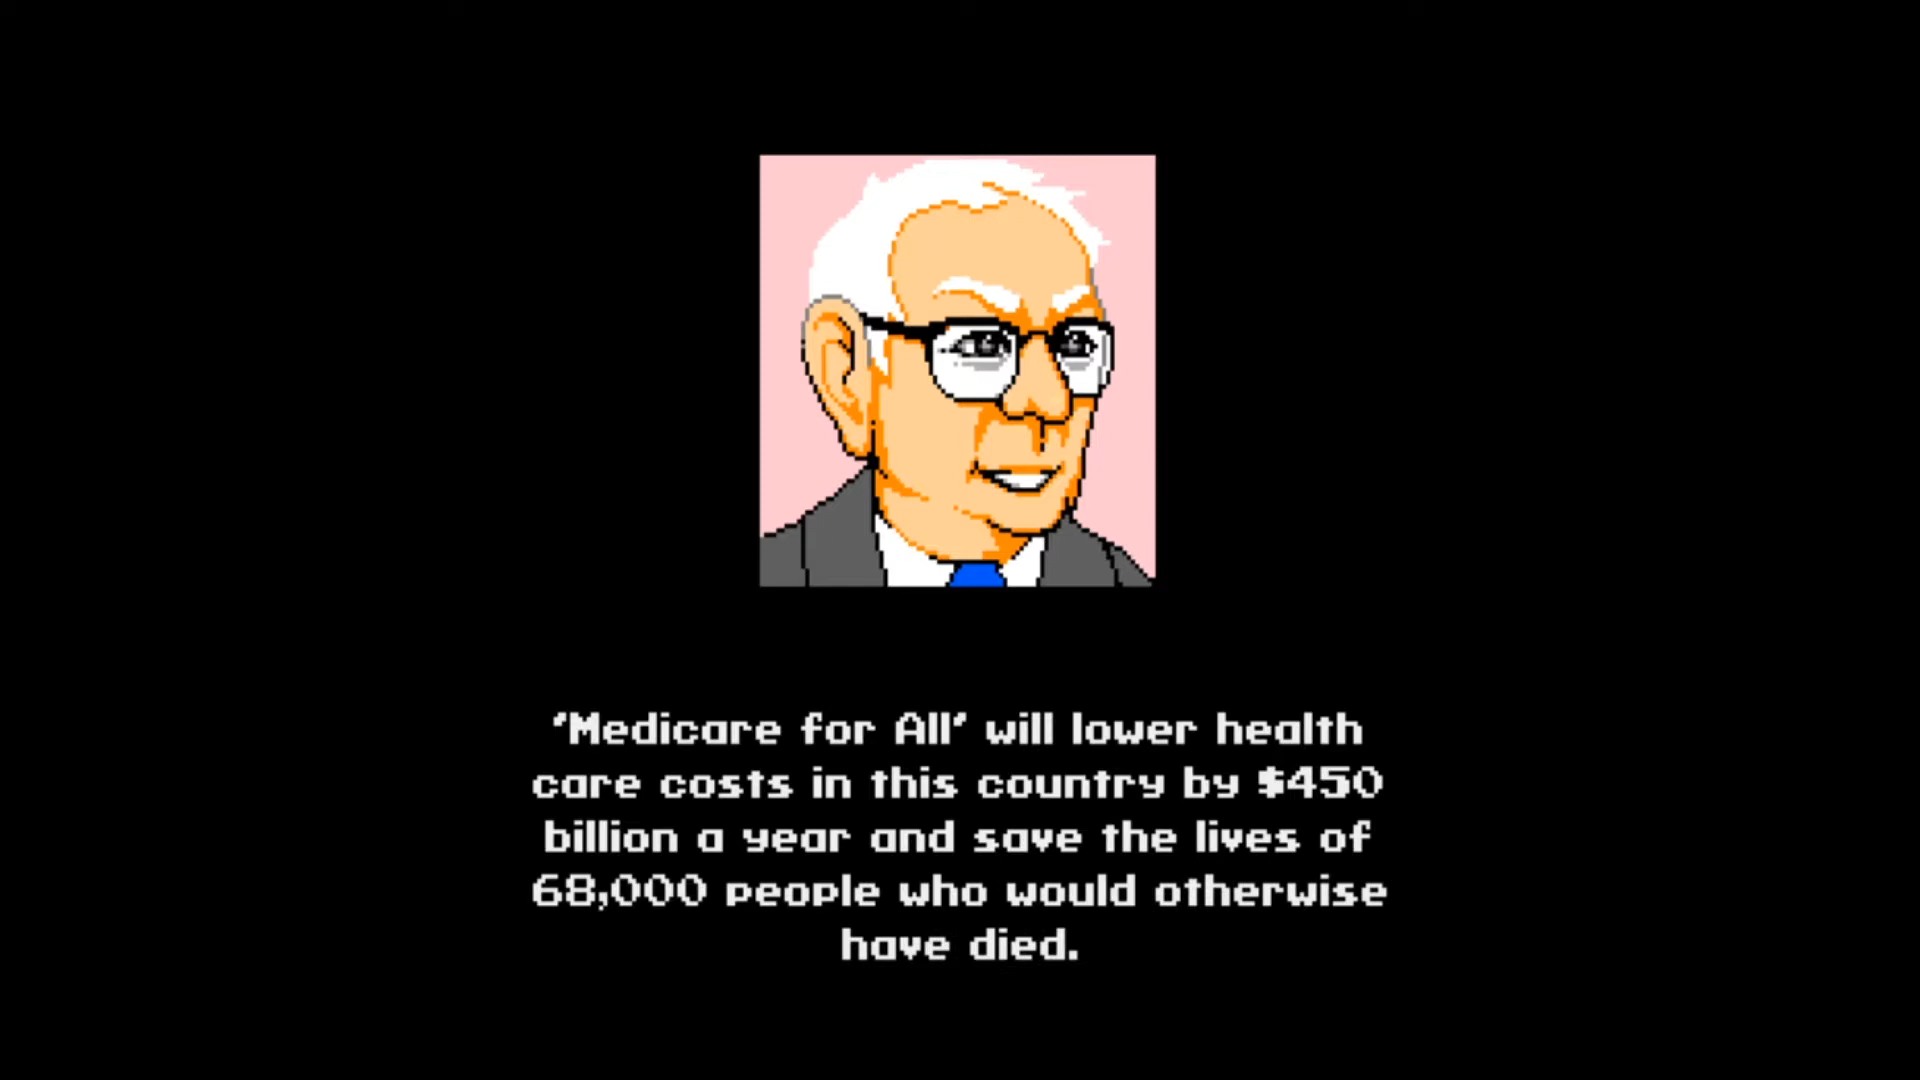 ‘Medicare for All’ will lower health
care costs in this country by $450
billion a year and save the lives of
68,000 people who would otherwise
have died.